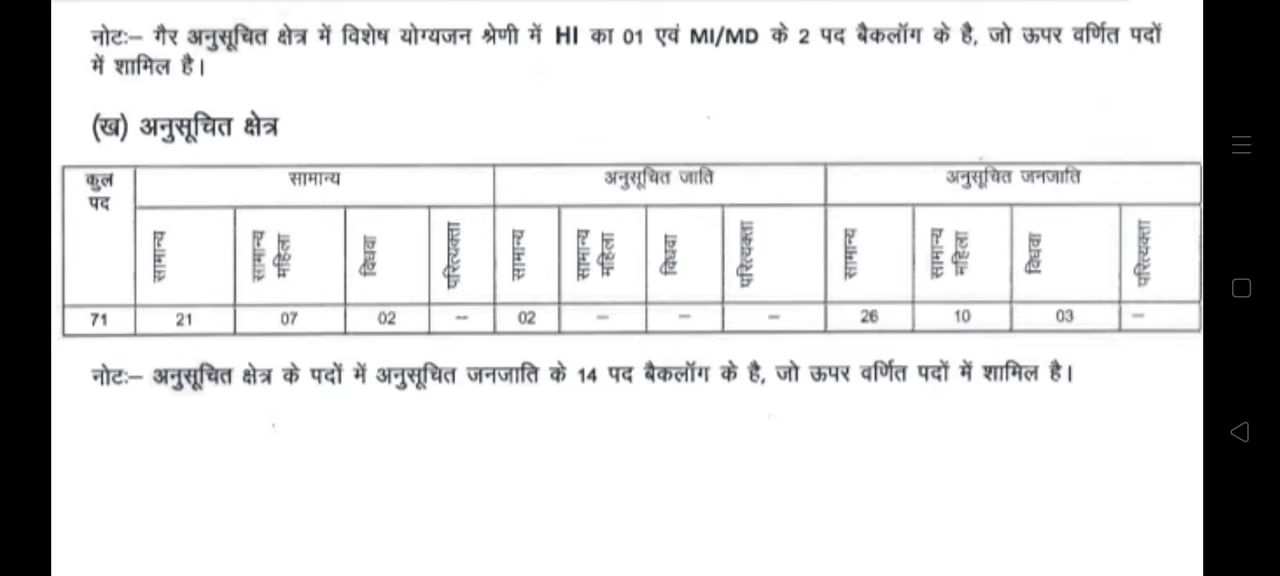 नोटः– गैर अनुसूचित क्षेत्र में विशेष योग्यजन श्रेणी में HI का 01 एवं MI/MD के 2 पद बैकलॉग के है, जो ऊपर वर्णित पदों
में शामिल है।
(ख) अनुसूचित क्षेत्र
कुल पद सामान्य अनुसूचित जाति अनुसूचित जनजाति
सामान्य सामान्य महिला विधवा परित्यक्ता सामान्य सामान्य महिला विधवा परित्यक्ता सामान्य सामान्य महिला विधवा परित्यक्ता
71 21 07 02 – 02 – – – 26 10 03 –
नोटः– अनुसूचित क्षेत्र के पदों में अनुसूचित जनजाति के 14 पद बैकलॉग के है, जो ऊपर वर्णित पदों में शामिल है।